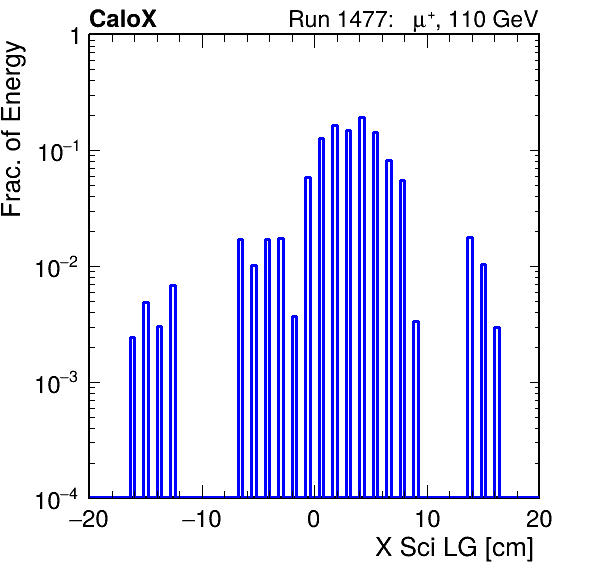 CaloX Run 1477: μ⁺, 110 GeV
Frac. of Energy
1
10⁻¹
10⁻²
10⁻³
10⁻⁴
−20 −10 0 10 20
X Sci LG [cm]